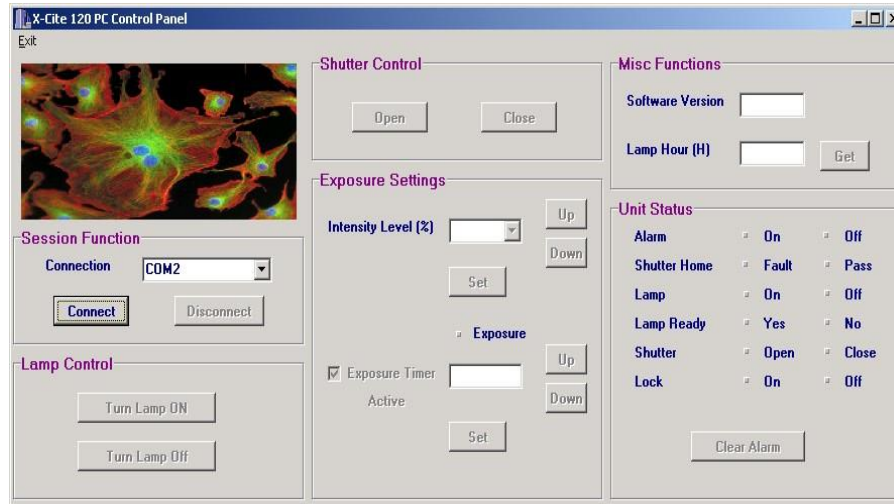 X-Cite 120 PC Control Panel
Exit
Session Function
Connection COM2
Connect Disconnect
Lamp Control
Turn Lamp ON
Turn Lamp Off
Shutter Control
Open Close
Exposure Settings
Intensity Level (%) Up
Down
Set
Exposure
Exposure Timer Up
Active Down
Set
Misc Functions
Software Version
Lamp Hour (H) Get
Unit Status
Alarm On Off
Shutter Home Fault Pass
Lamp On Off
Lamp Ready Yes No
Shutter Open Close
Lock On Off
Clear Alarm